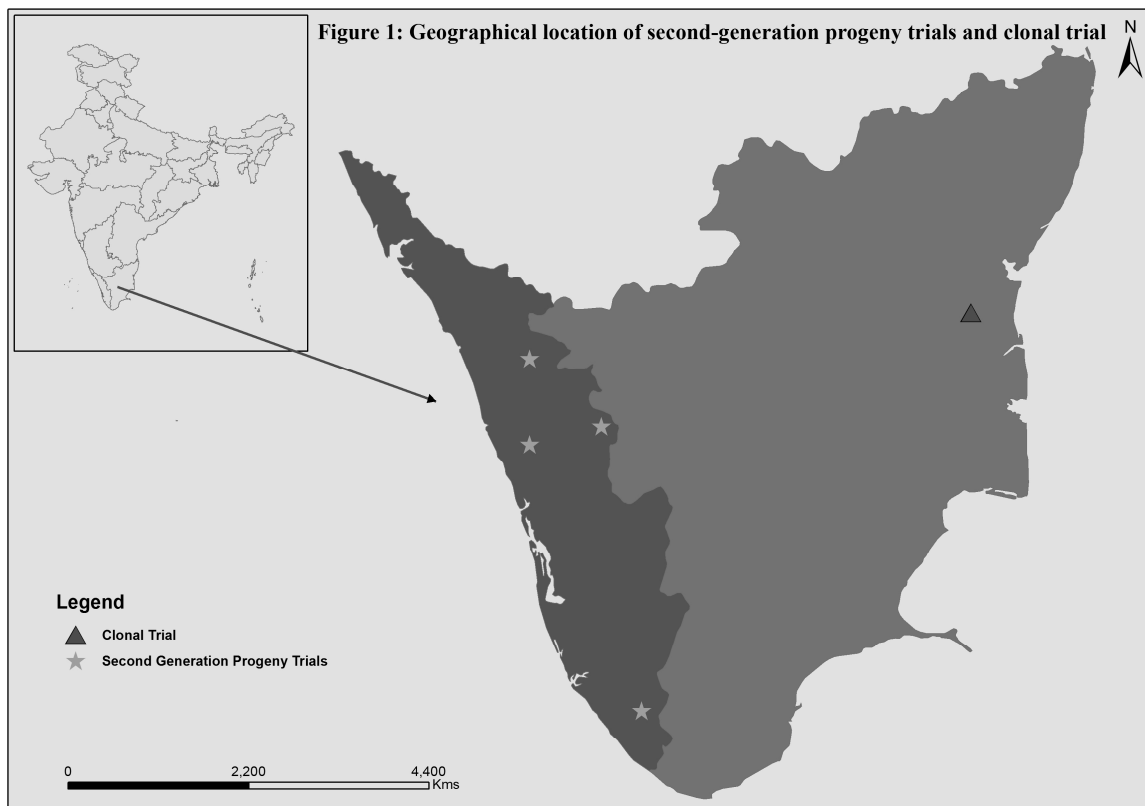 Figure 1: Geographical location of second-generation progeny trials and clonal trial
N
Legend
Clonal Trial
Second Generation Progeny Trials
0 2,200 4,400
Kms